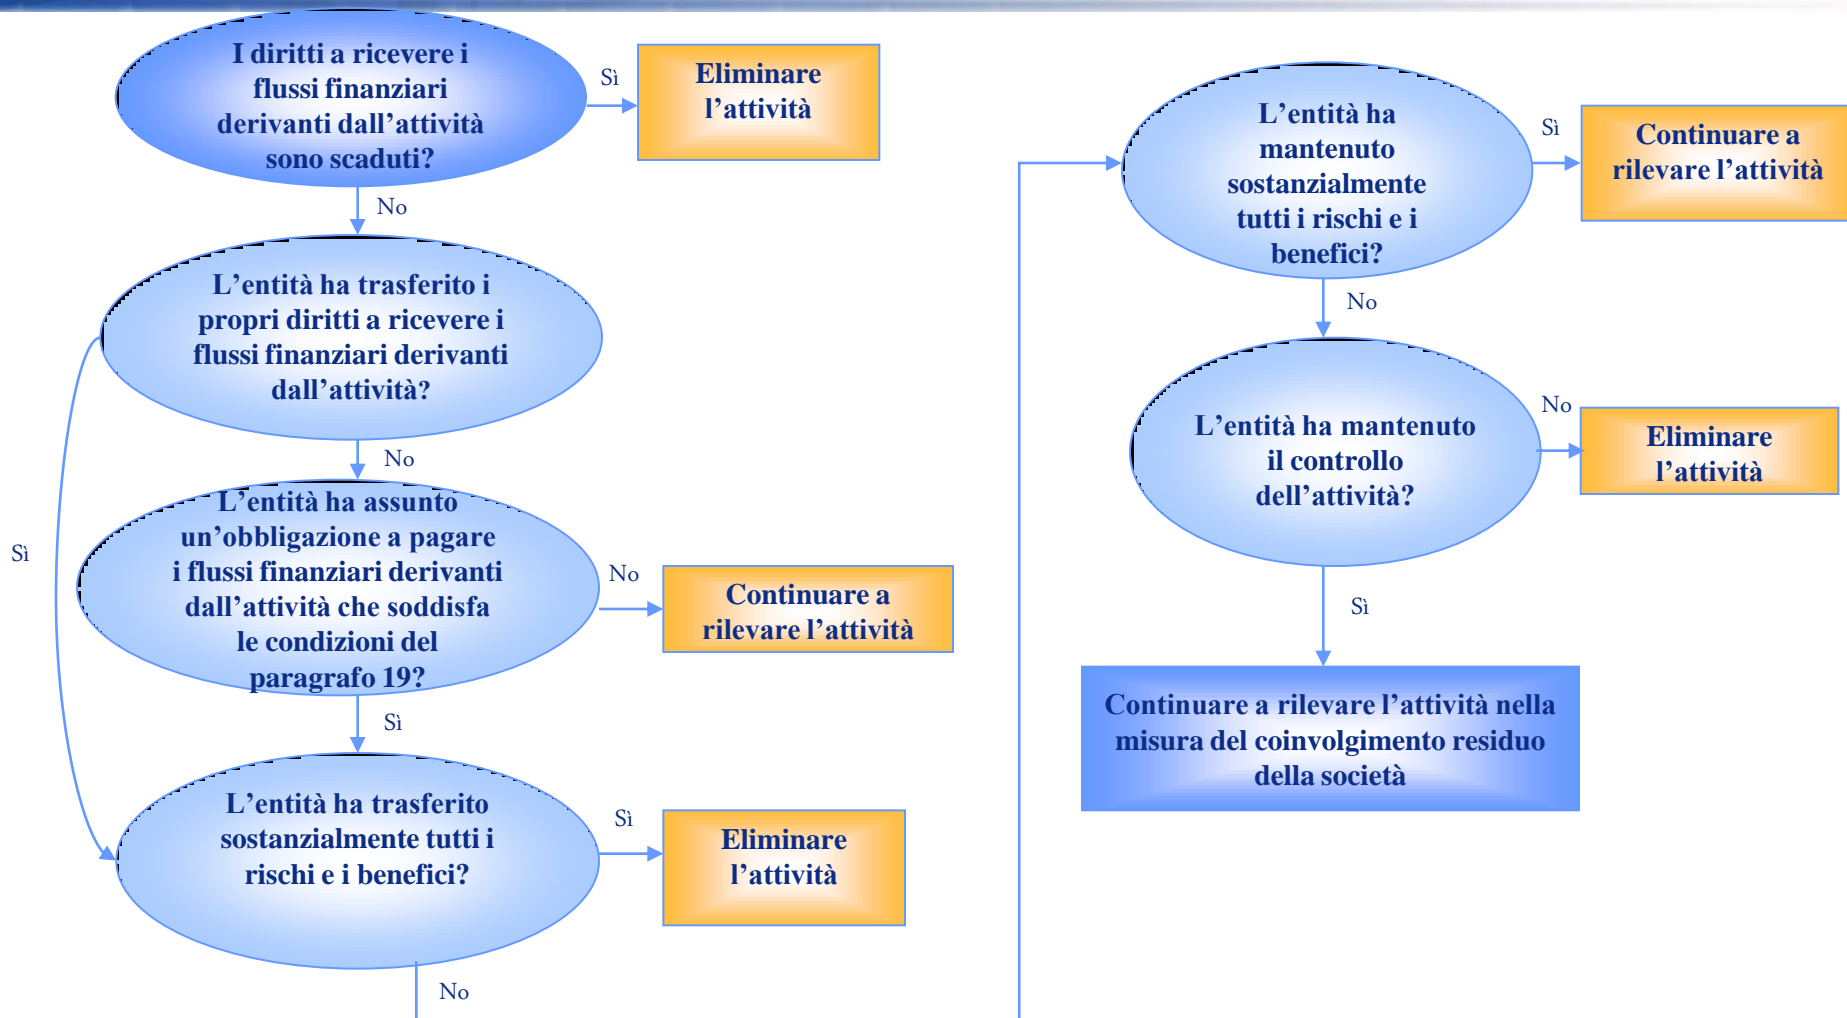 I diritti a ricevere i
flussi finanziari
derivanti dall’attività
sono scaduti?
Sì
Eliminare
l’attività
No
L’entità ha trasferito i
propri diritti a ricevere i
flussi finanziari derivanti
dall’attività?
No
Sì
L’entità ha assunto
un’obbligazione a pagare
i flussi finanziari derivanti
dall’attività che soddisfa
le condizioni del
paragrafo 19?
No
Continuare a
rilevare l’attività
Sì
L’entità ha trasferito
sostanzialmente tutti i
rischi e i benefici?
Sì
Eliminare
l’attività
No
L’entità ha
mantenuto
sostanzialmente
tutti i rischi e i
benefici?
Sì
Continuare a
rilevare l’attività
No
L’entità ha mantenuto
il controllo
dell’attività?
No
Eliminare
l’attività
Sì
Continuare a rilevare l’attività nella
misura del coinvolgimento residuo
della società